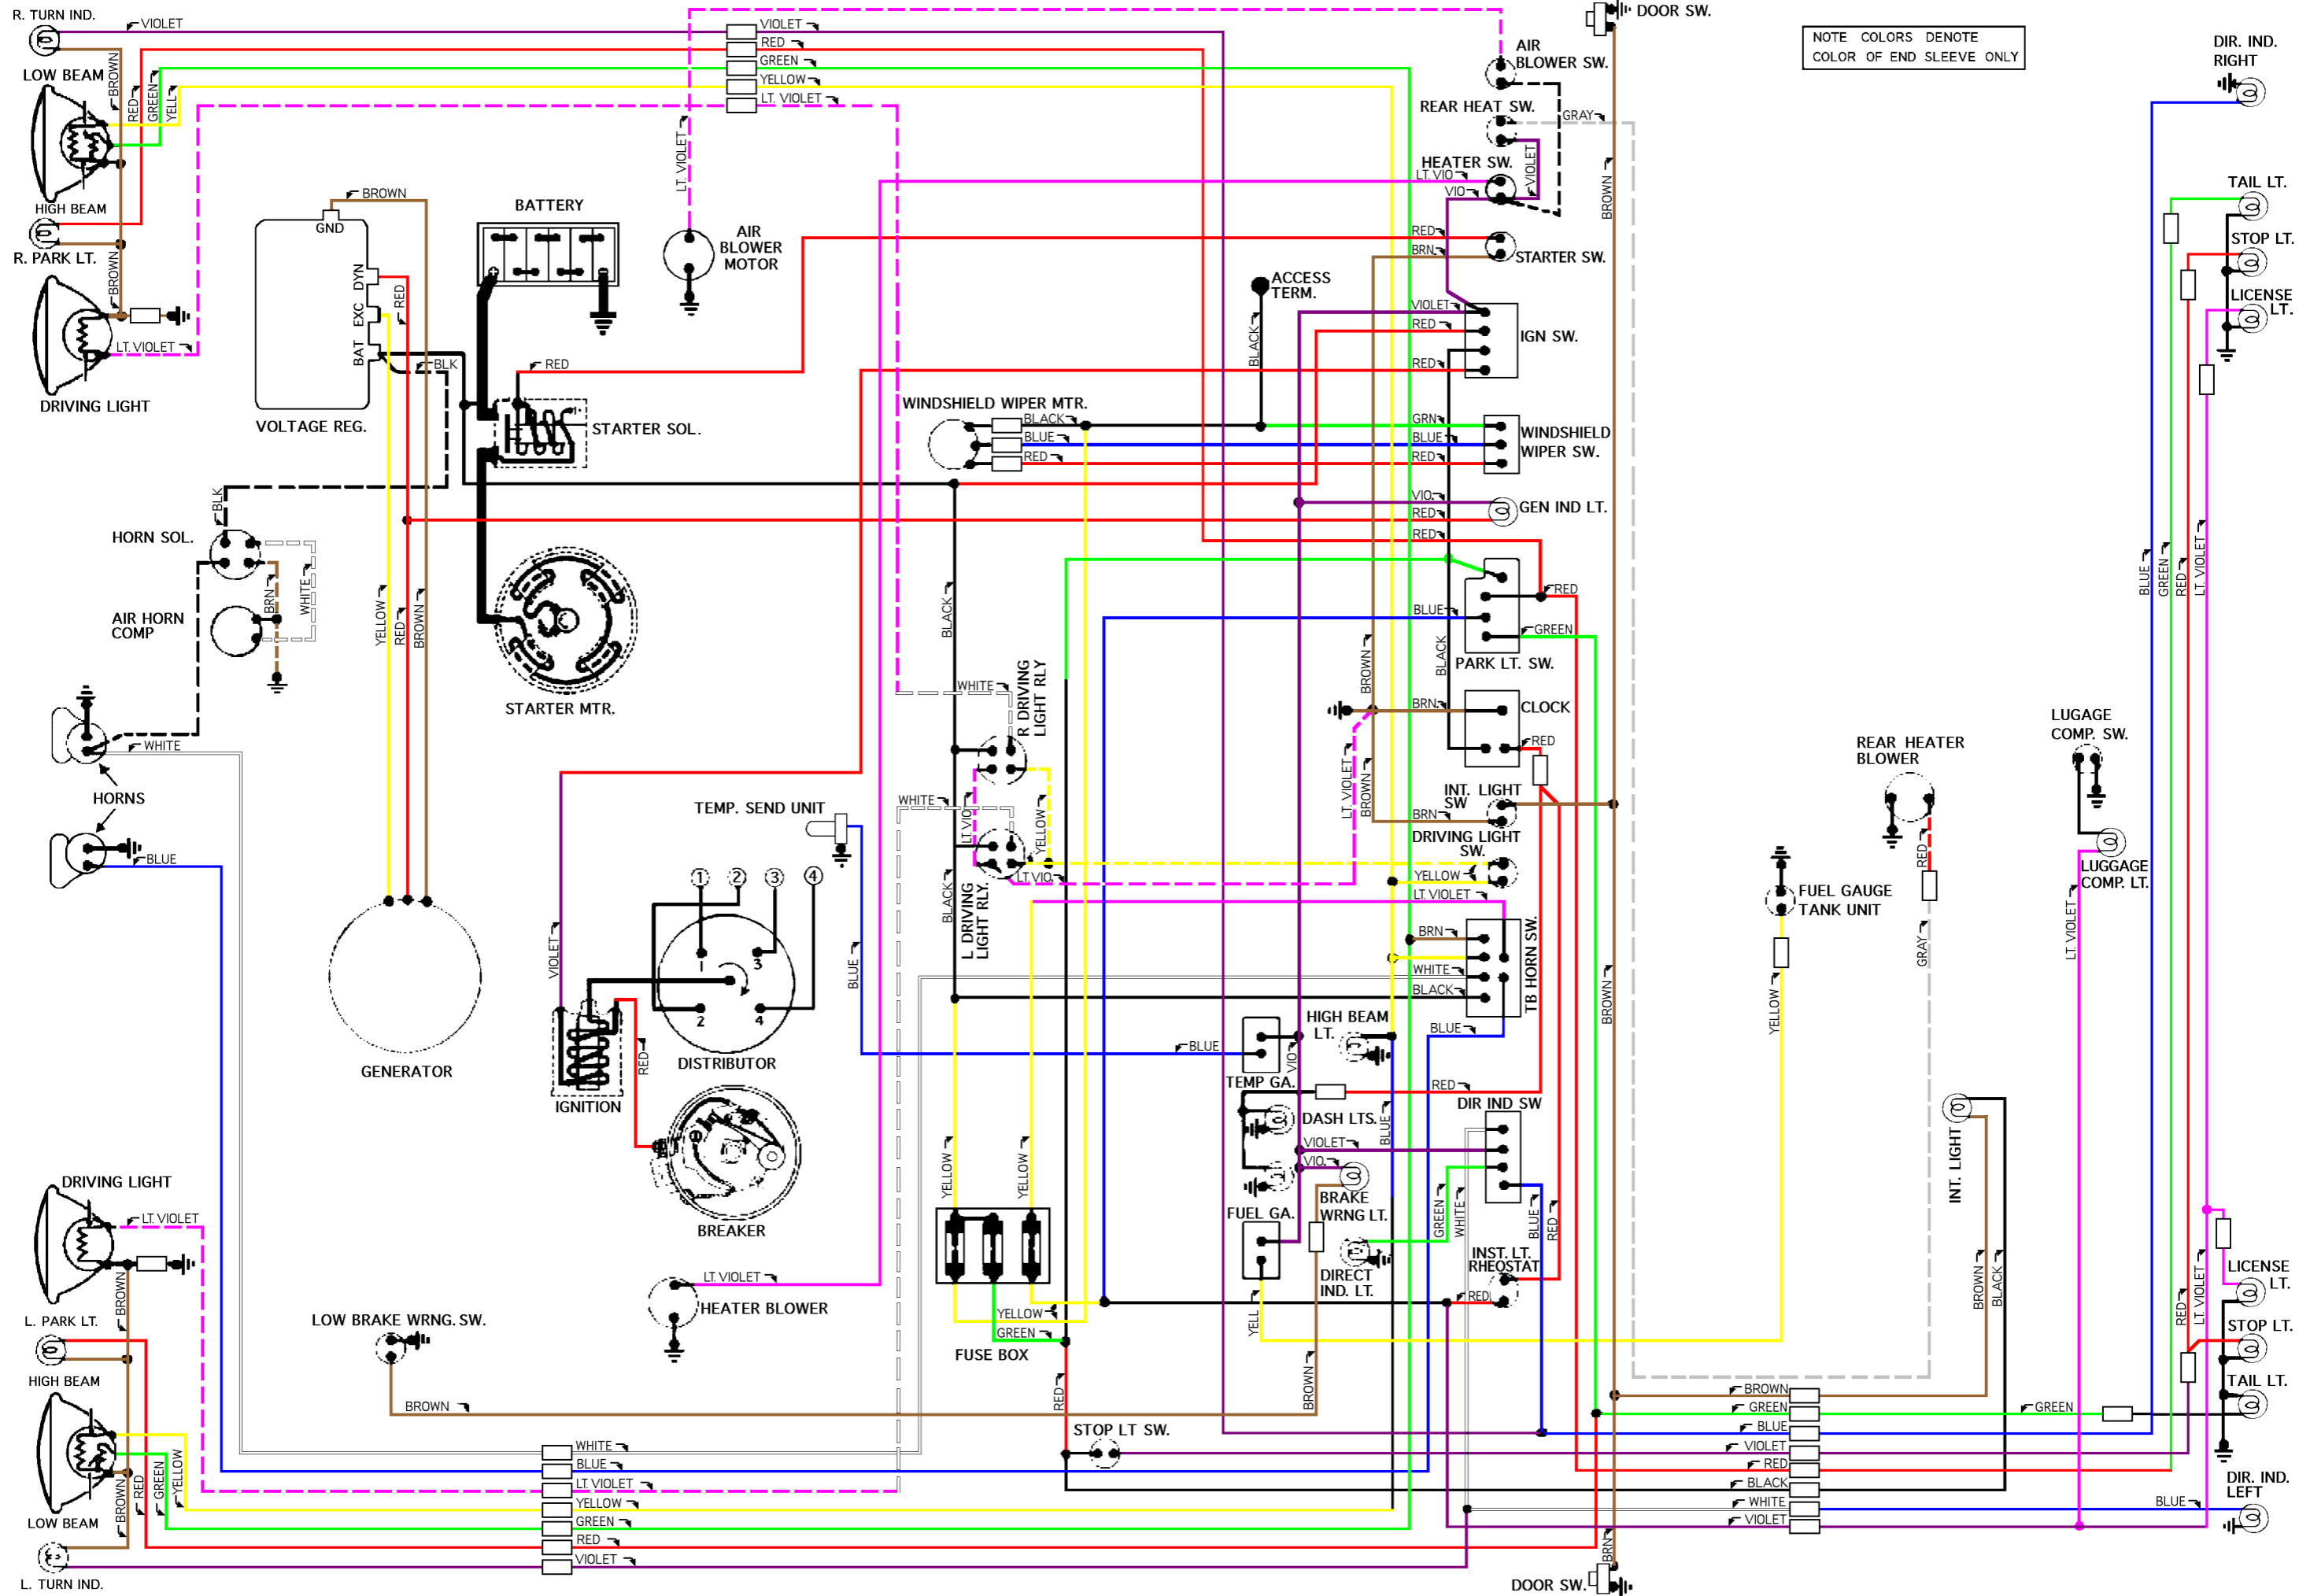 R. TURN IND.
VIOLET
VIOLET
RED
GREEN
YELLOW
LT. VIOLET
DOOR SW.
NOTE COLORS DENOTE
COLOR OF END SLEEVE ONLY
DIR. IND.
RIGHT
AIR
BLOWER SW.
LOW BEAM
BROWN
RED
GREEN
YELL
REAR HEAT SW.
GRAY
LT. VIOLET
HEATER SW.
LT. VIO
VIO
VIOLET
BROWN
HIGH BEAM
R. PARK LT.
BROWN
BROWN
GND
DYN
EXC
BAT
RED
BLK
VOLTAGE REG.
BATTERY
AIR
BLOWER
MOTOR
RED
BRN
STARTER SW.
TAIL LT.
STOP LT.
LICENSE
LT.
ACCESS
TERM.
BLACK
VIOLET
RED
RED
IGN SW.
LT. VIOLET
DRIVING LIGHT
RED
STARTER SOL.
WINDSHIELD WIPER MTR.
BLACK
BLUE
RED
GRN
BLUE
RED
WINDSHIELD
WIPER SW.
BLK
HORN SOL.
VIO.
RED
GEN IND LT.
RED
BRN
WHITE
AIR HORN
COMP
YELLOW
RED
BROWN
STARTER MTR.
BLACK
RED
BLUE
GREEN
BLACK
PARK LT. SW.
BROWN
BLUE
GREEN
RED
LT. VIOLET
WHITE
R DRIVING
LIGHT RLY
BRN.
CLOCK
RED
LUGAGE
COMP. SW.
REAR HEATER
BLOWER
WHITE
HORNS
BLUE
TEMP. SEND UNIT
1
2
3
4
WHITE
LT. VIO
YELLOW
LT. VIOLET
BROWN
INT. LIGHT
SW
BRN
DRIVING LIGHT
SW.
LT.VIO.
YELLOW
LT. VIOLET
BLACK
L DRIVING
LIGHT RLY.
BRN
WHITE
BLACK
TB HORN SW.
BROWN
FUEL GAUGE
TANK UNIT
YELLOW
RED
GRAY
LUGGAGE
COMP. LT.
LT. VIOLET
VIOLET
BLUE
1
2
3
4
GENERATOR
IGNITION
DISTRIBUTOR
RED
BREAKER
BLUE
TEMP GA.
VIO
HIGH BEAM
LT.
BLUE
BLUE
RED
DIR IND SW
DASH LTS.
VIOLET
VIO.
BRAKE
WRNG LT.
FUEL GA.
GREEN
WHITE
BLUE
RED
INT. LIGHT
YELLOW
YELLOW
DIRECT
IND. LT.
INST. LT.
RHEOSTAT
RED
YELL
BROWN
BLACK
DRIVING LIGHT
LT. VIOLET
BROWN
L. PARK LT.
HIGH BEAM
LOW BRAKE WRNG. SW.
LT. VIOLET
HEATER BLOWER
YELLOW
GREEN
FUSE BOX
RED
BROWN
BROWN
STOP LT SW.
RED
LT. VIOLET
LICENSE
LT.
STOP LT.
TAIL LT.
BROWN
GREEN
GREEN
BLUE
VIOLET
RED
BLACK
WHITE
VIOLET
BLUE
DIR. IND.
LEFT
BROWN
RED
GREEN
YELLOW
LOW BEAM
WHITE
BLUE
LT. VIOLET
YELLOW
GREEN
RED
VIOLET
BRN
L. TURN IND.
DOOR SW.